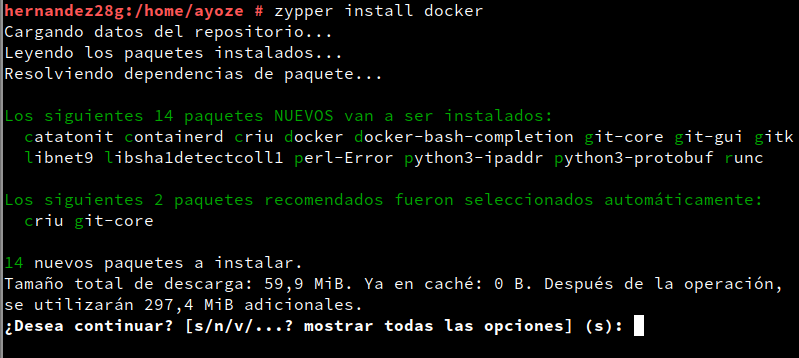 hernandez28g:/home/ayoze # zypper install docker
Cargando datos del repositorio...
Leyendo los paquetes instalados...
Resolviendo dependencias de paquete...
Los siguientes 14 paquetes NUEVOS van a ser instalados:
catatonit containerd criu docker docker-bash-completion git-core git-gui gitk
libnet9 libsha1detectcoll1 perl-Error python3-ipaddr python3-protobuf runc
Los siguientes 2 paquetes recomendados fueron seleccionados automáticamente:
criu git-core
14 nuevos paquetes a instalar.
Tamaño total de descarga: 59,9 MiB. Ya en caché: 0 B. Después de la operación,
se utilizarán 297,4 MiB adicionales.
¿Desea continuar? [s/n/v/...? mostrar todas las opciones] (s):